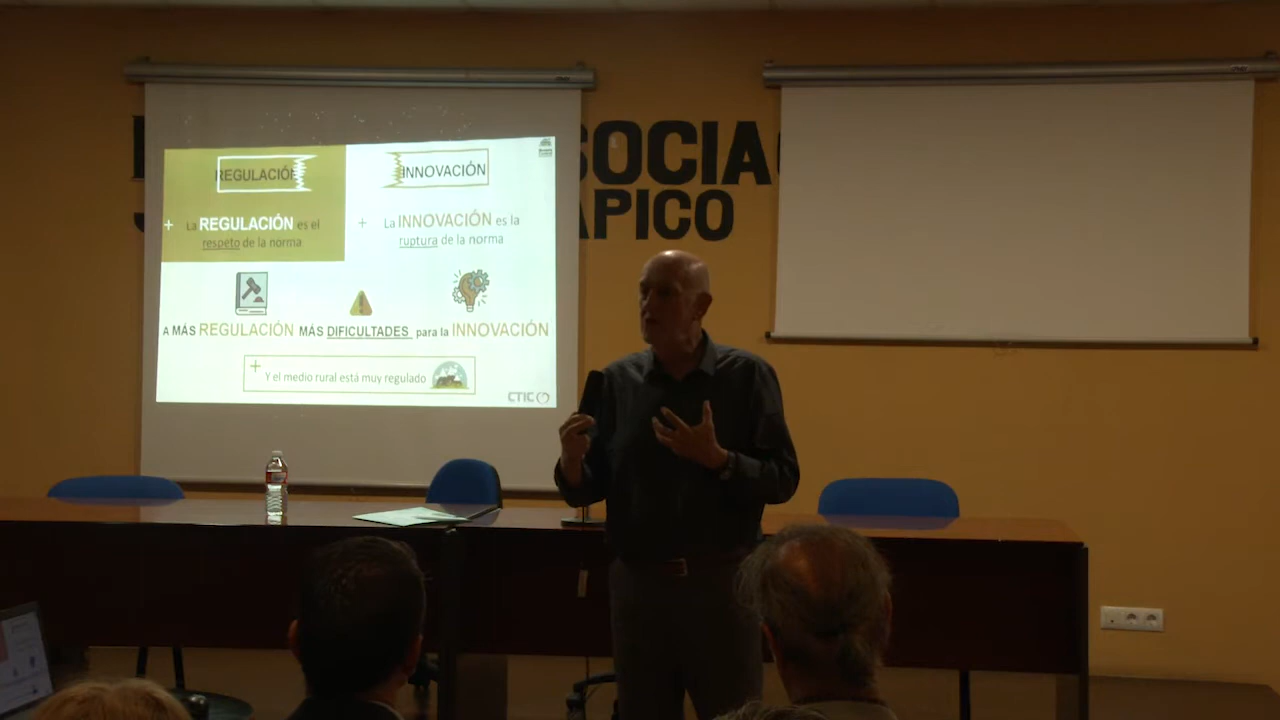 SOCIA
APICO
REGULACIÓN
INNOVACIÓN
+ La REGULACIÓN es el
respeto de la norma
+ La INNOVACIÓN es la
ruptura de la norma
A MÁS REGULACIÓN MÁS DIFICULTADES para la INNOVACIÓN
+ Y el medio rural está muy regulado
CTIC